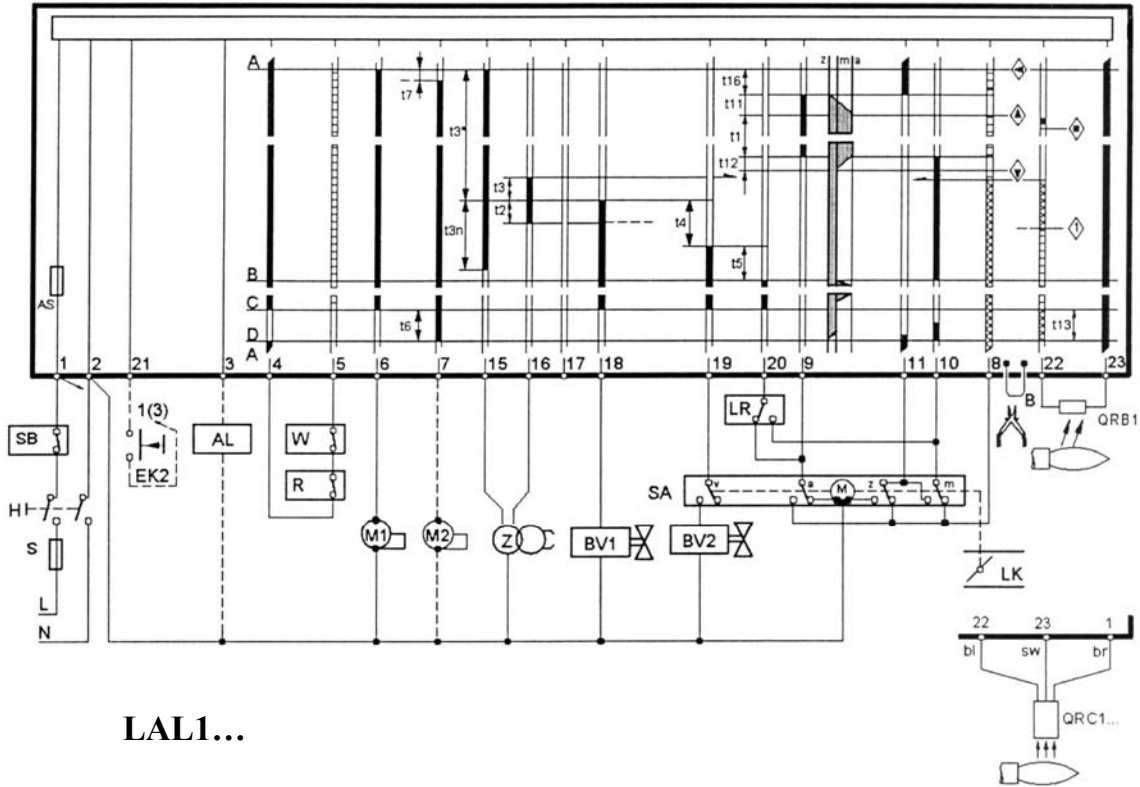 A
z m a
t7
t16
t11
t3*
t1
t12
t3
t2
t3n
t4
t5
1
AS
B
C
D
t6
t13
A
1 2 21 3 4 5 6 7 15 16 17 18 19 20 9 11 10 8 22 23
B
QRB1
1(3)
SB
AL
W
LR
EK2
R
SA
v a M z m
H
S
M1
M2
Z
BV1
BV2
LK
L
N
22 23 1
bl sw br
QRC1...
LAL1…